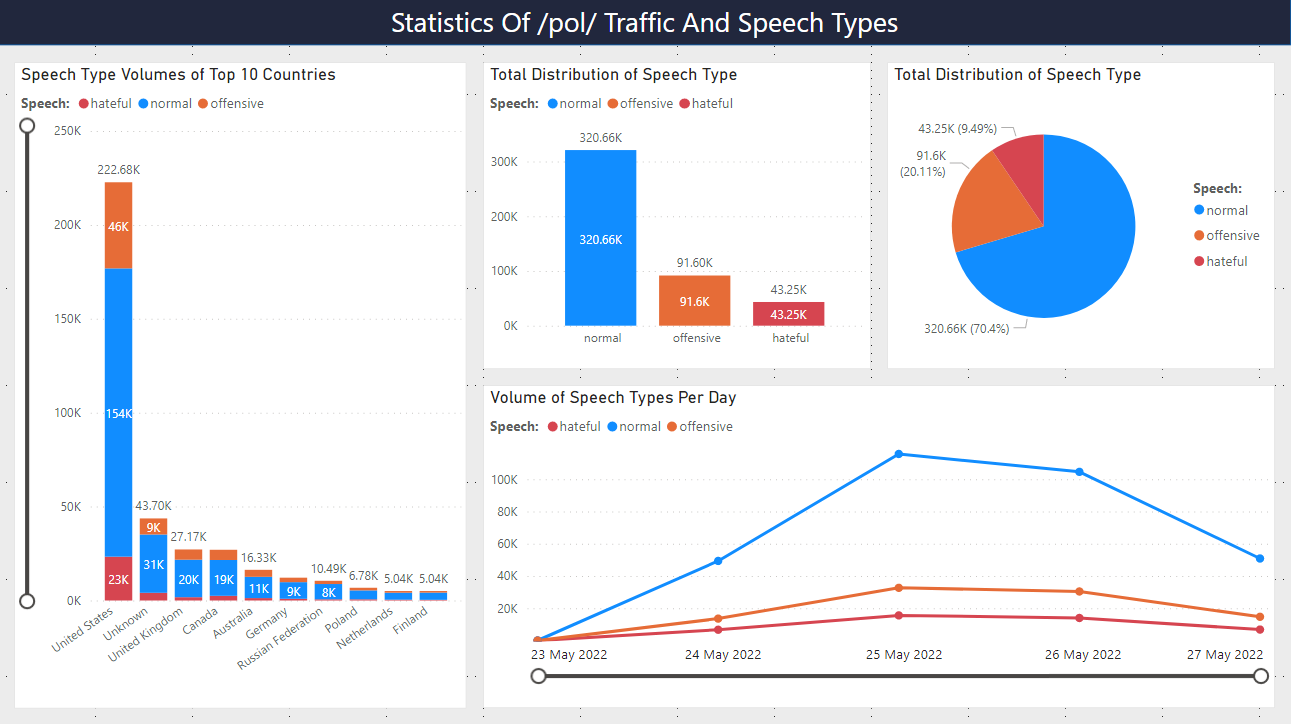 Statistics Of /pol/ Traffic And Speech Types
Speech Type Volumes of Top 10 Countries
Speech: hateful normal offensive
250K
200K
150K
100K
50K
0K
222.68K
46K
154K
23K
43.70K
9K
31K
27.17K
20K
19K
16.33K
11K
9K
10.49K
8K
6.78K
5.04K
5.04K
United States
Unknown
United Kingdom
Canada
Australia
Germany
Russian Federation
Poland
Netherlands
Finland
Total Distribution of Speech Type
Speech: normal offensive hateful
300K
200K
100K
0K
320.66K
320.66K
91.60K
91.6K
43.25K
43.25K
normal
offensive
hateful
Total Distribution of Speech Type
43.25K (9.49%)
91.6K
(20.11%)
320.66K (70.4%)
Speech:
normal
offensive
hateful
Volume of Speech Types Per Day
Speech: hateful normal offensive
100K
80K
60K
40K
20K
23 May 2022
24 May 2022
25 May 2022
26 May 2022
27 May 2022